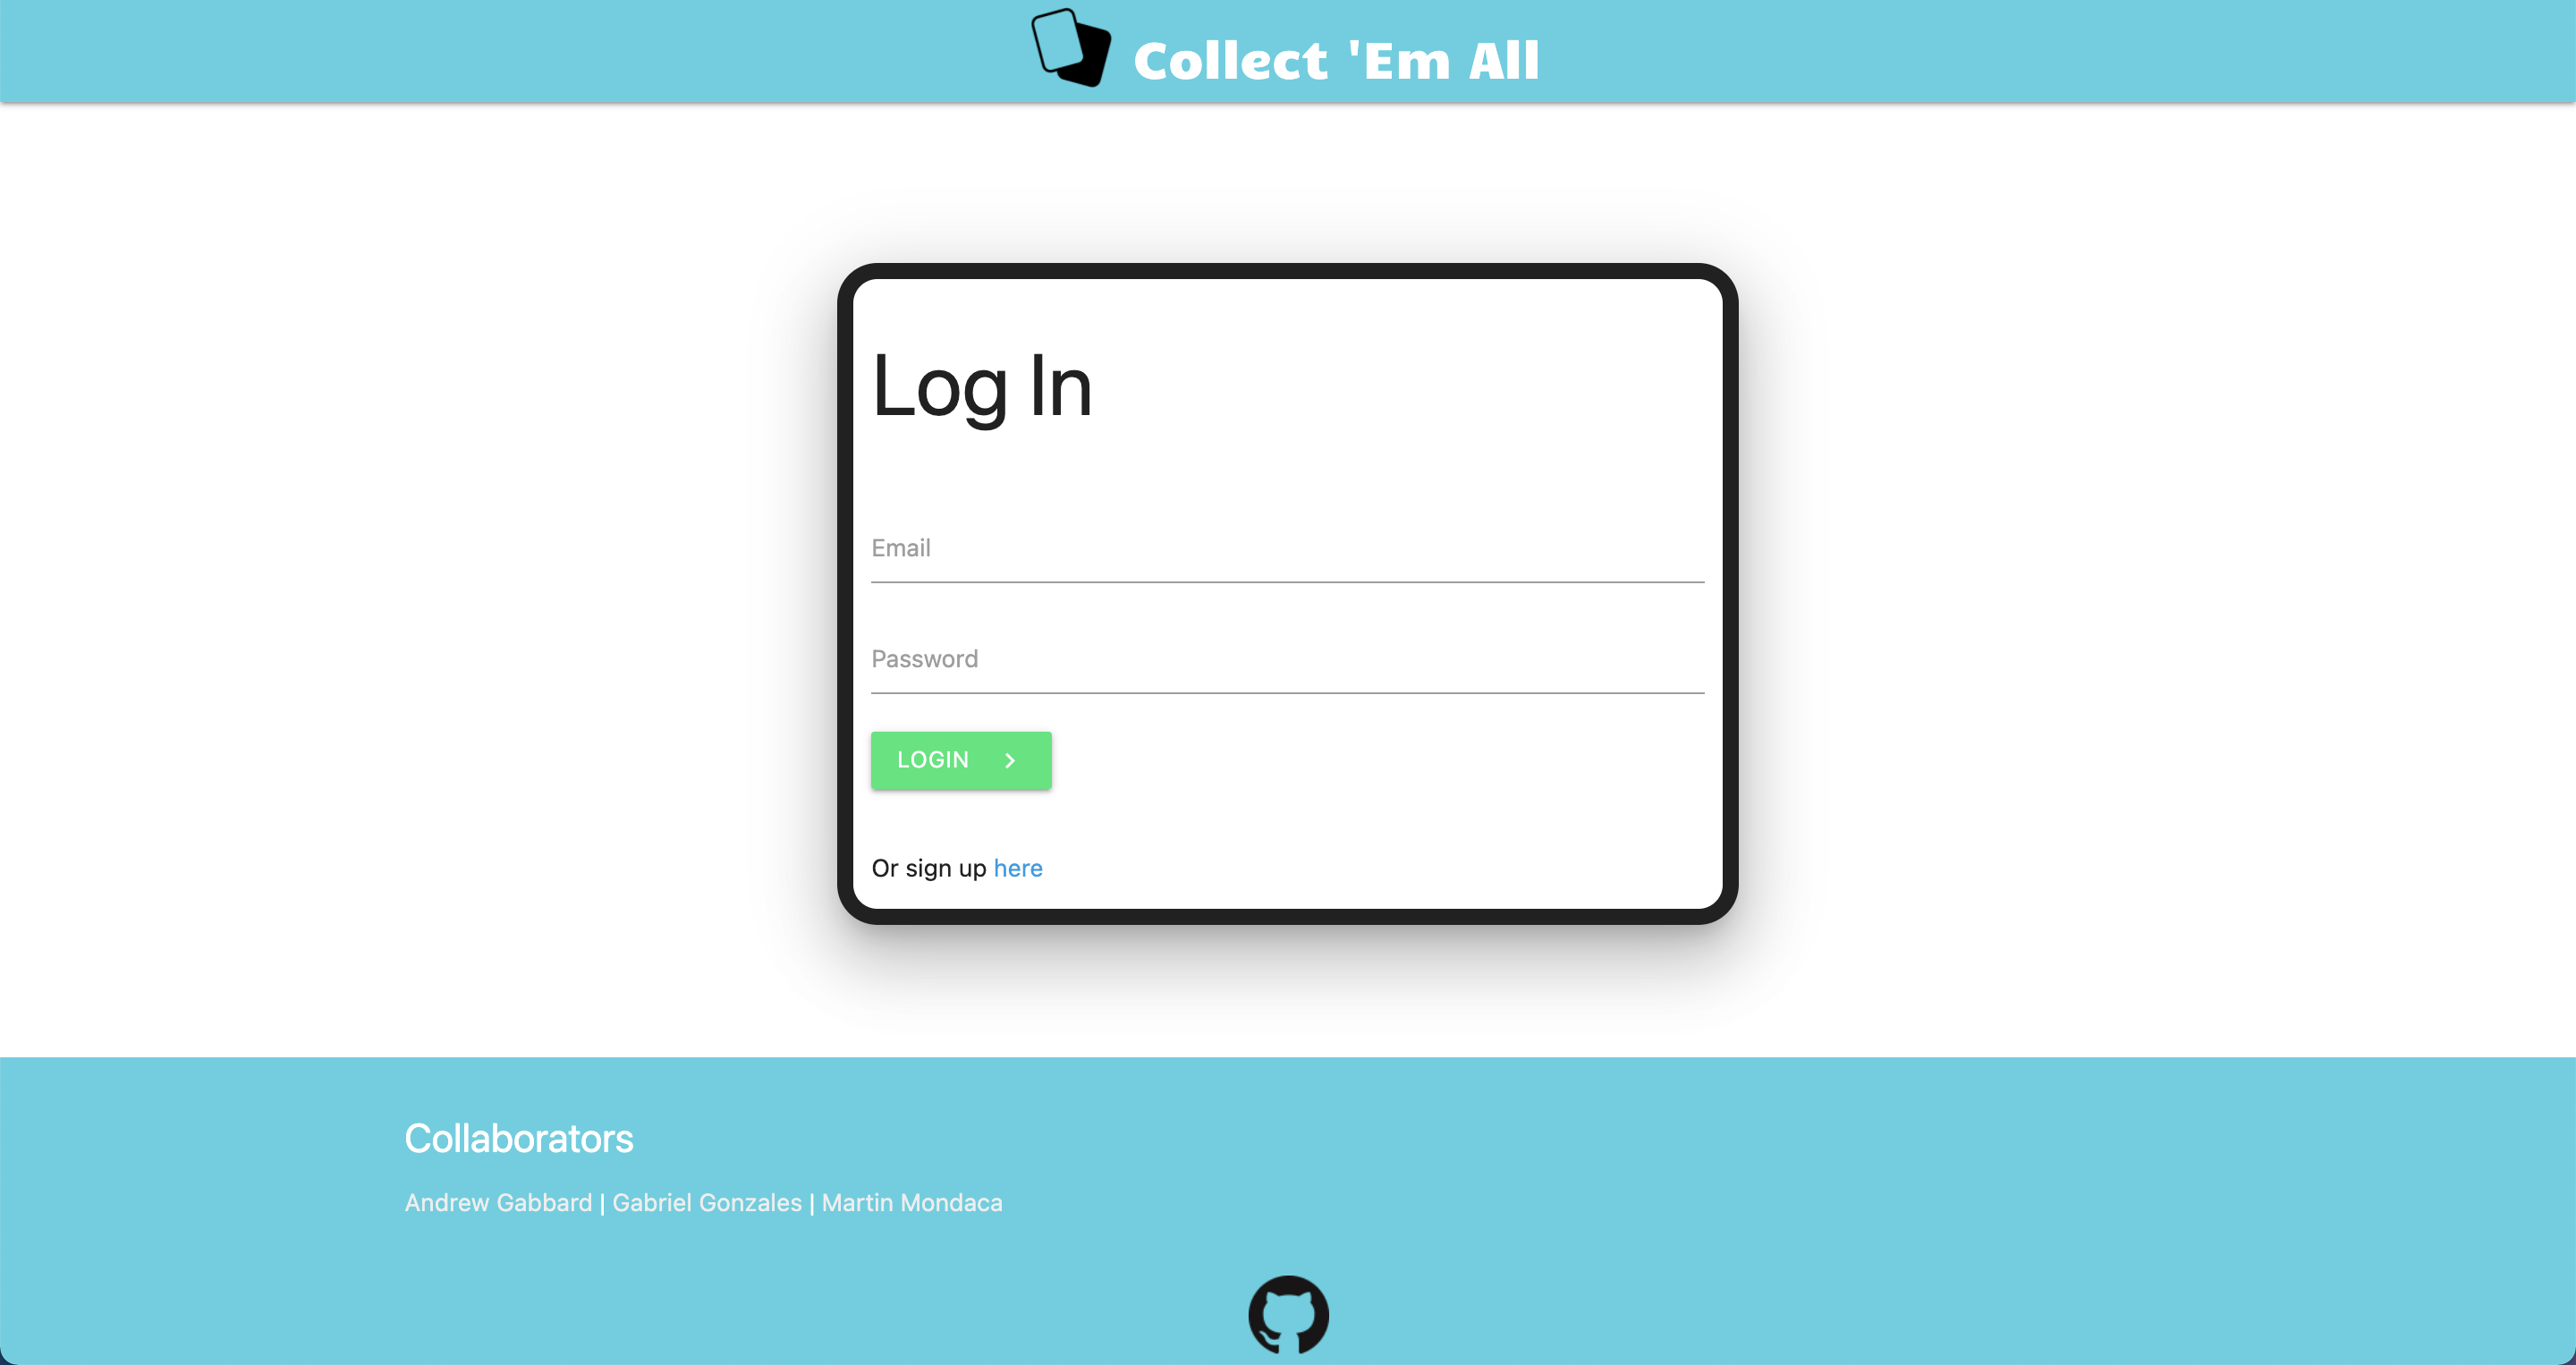 Collect 'Em All
Log In
Email
Password
LOGIN
Or sign up here
Collaborators
Andrew Gabbard | Gabriel Gonzales | Martin Mondaca